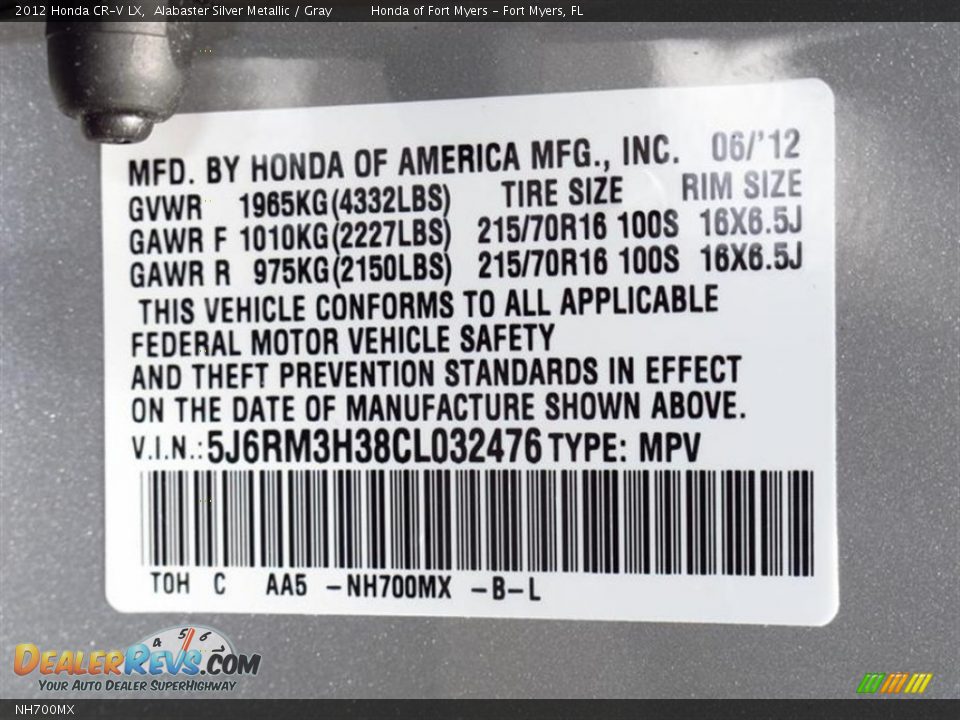 2012 Honda CR-V LX, Alabaster Silver Metallic / Gray Honda of Fort Myers - Fort Myers, FL
MFD. BY HONDA OF AMERICA MFG., INC. 06/'12
GVWR 1965KG(4332LBS) TIRE SIZE RIM SIZE
GAWR F 1010KG(2227LBS) 215/70R16 100S 16X6.5J
GAWR R 975KG(2150LBS) 215/70R16 100S 16X6.5J
THIS VEHICLE CONFORMS TO ALL APPLICABLE
FEDERAL MOTOR VEHICLE SAFETY
AND THEFT PREVENTION STANDARDS IN EFFECT
ON THE DATE OF MANUFACTURE SHOWN ABOVE.
V.I.N.:5J6RM3H38CL032476 TYPE: MPV
TOH C AA5 -NH700MX -B-L
4 5 6 7
DEALERREVS.COM
YOUR AUTO DEALER SUPERHIGHWAY
NH700MX